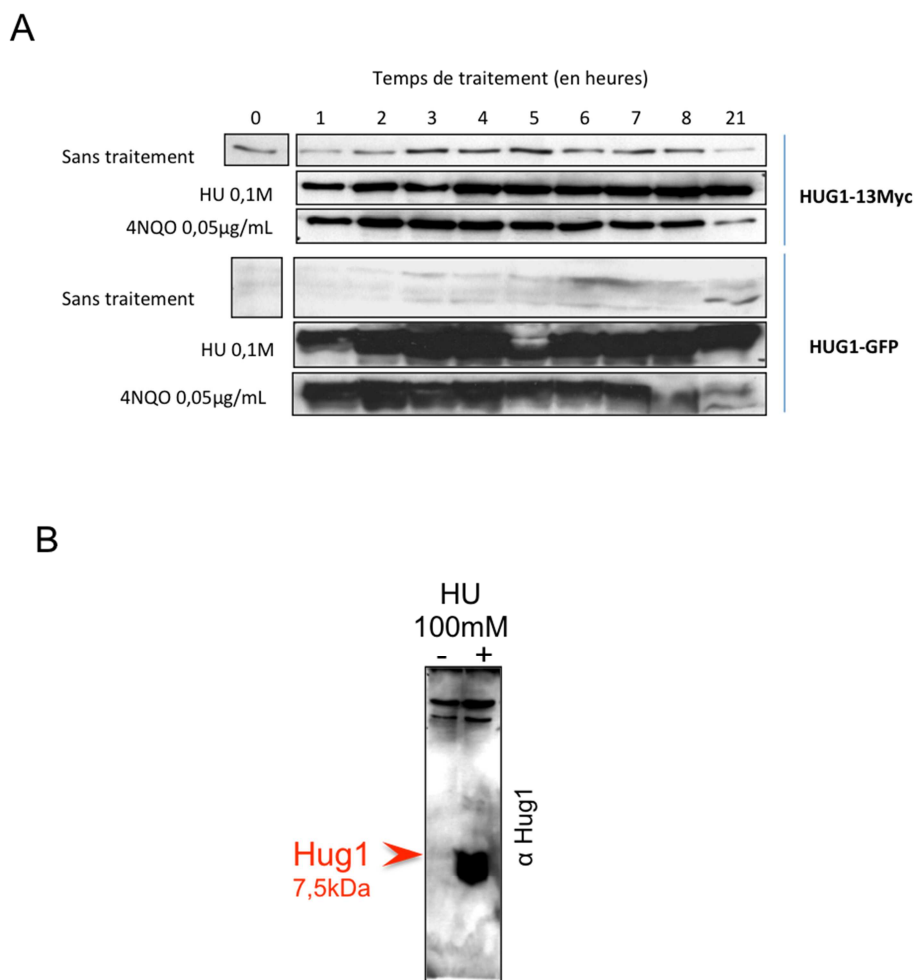 A
Temps de traitement (en heures)
0 1 2 3 4 5 6 7 8 21
Sans traitement
HU 0,1M
4NQO 0,05µg/mL
HUG1-13Myc
Sans traitement
HU 0,1M
4NQO 0,05µg/mL
HUG1-GFP
B
HU
100mM
- +
Hug1
7,5kDa
α Hug1